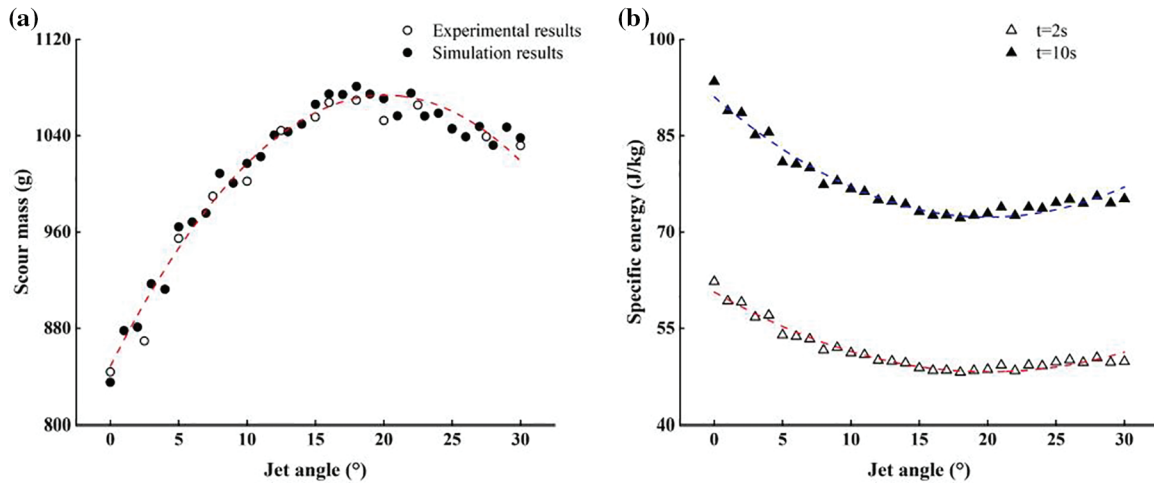 (a)
1120
1040
960
880
800
Scour mass (g)
Experimental results
Simulation results
0 5 10 15 20 25 30
Jet angle (°)
(b)
100
85
70
55
40
Specific energy (J/kg)
t=2s
t=10s
0 5 10 15 20 25 30
Jet angle (°)